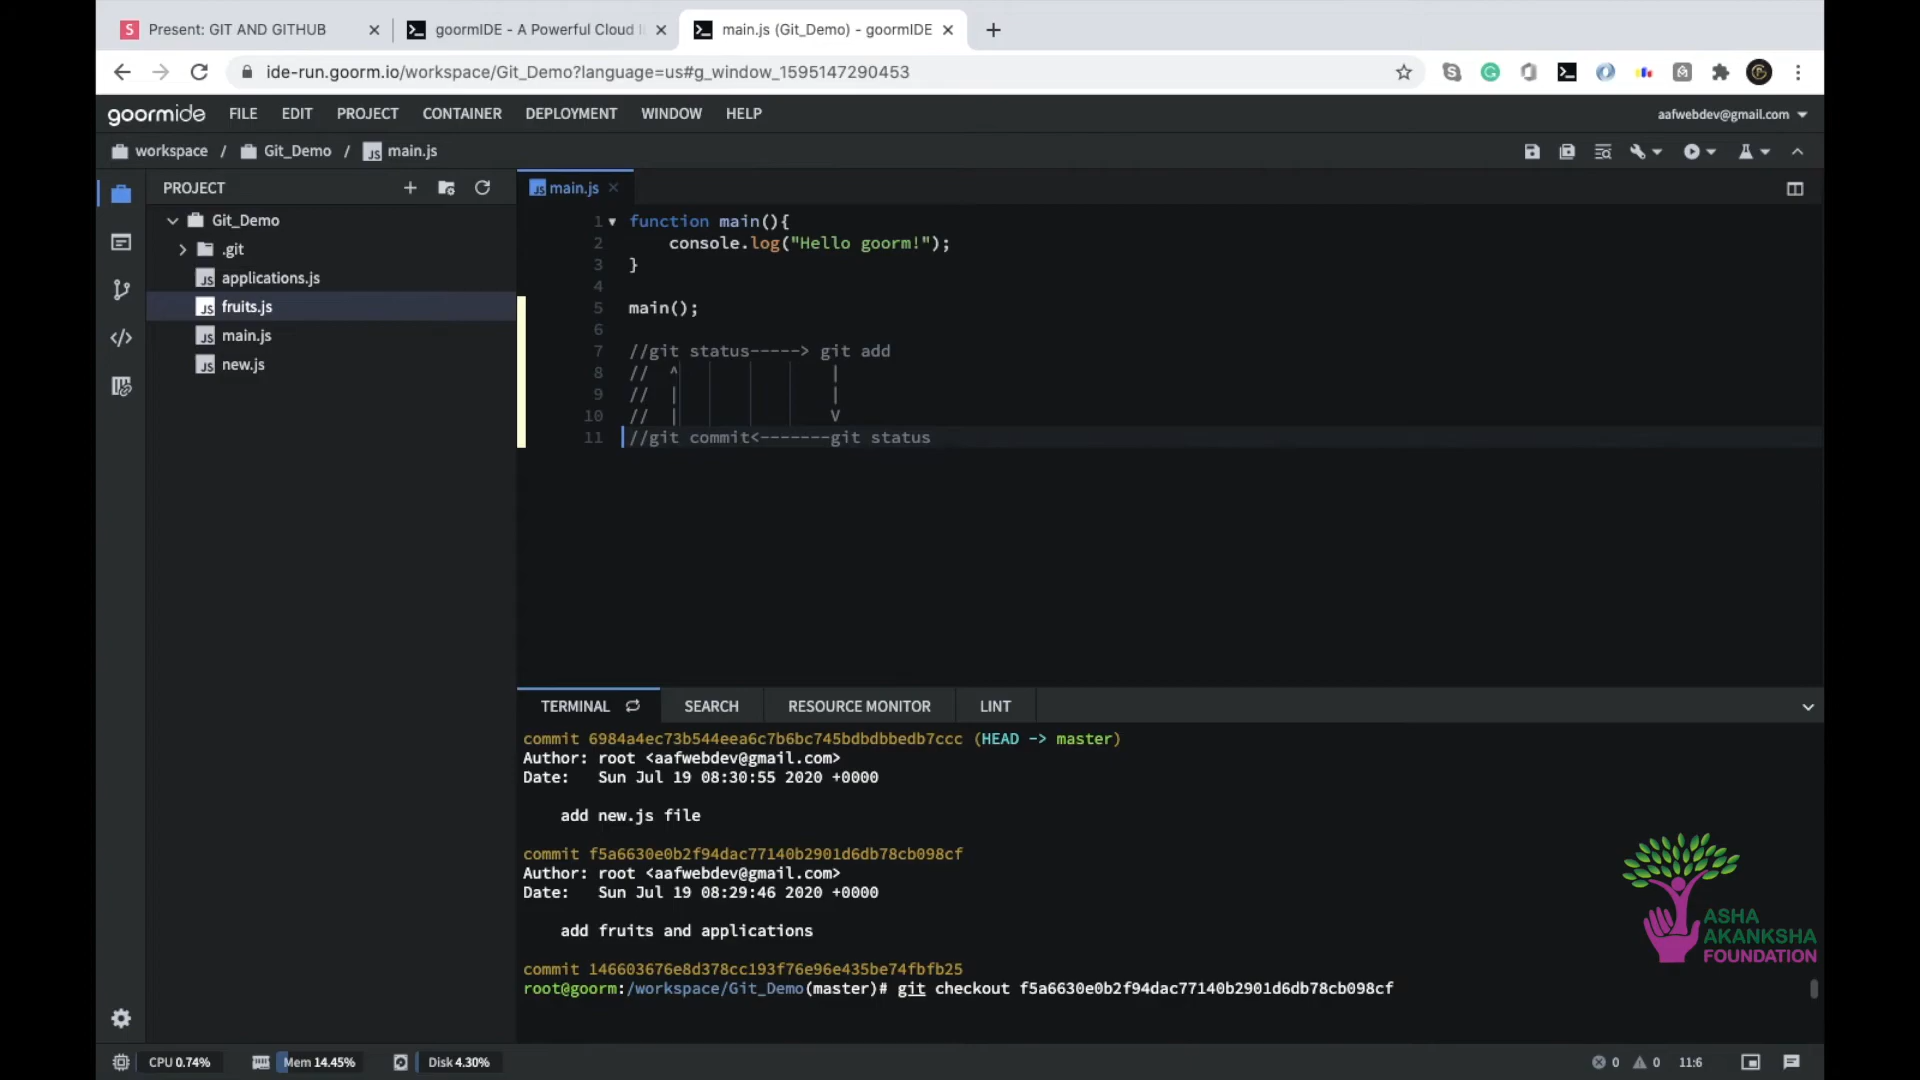 Present: GIT AND GITHUB
goormIDE - A Powerful Cloud I
main.js (Git_Demo) - goormIDE
ide-run.goorm.io/workspace/Git_Demo?language=us#g_window_1595147290453
goormide FILE EDIT PROJECT CONTAINER DEPLOYMENT WINDOW HELP
aafwebdev@gmail.com
workspace / Git_Demo / JS main.js
PROJECT
Git_Demo
.git
JS applications.js
JS fruits.js
JS main.js
JS new.js
JS main.js
1 function main(){
2 console.log("Hello goorm!");
3 }
4
5 main();
6
7 //git status-----> git add
8 // ^ |
9 // | |
10 // | V
11 //git commit<-------git status
TERMINAL SEARCH RESOURCE MONITOR LINT
commit 6984a4ec73b544eea6c7b6bc745bdbdbbedb7ccc (HEAD -> master)
Author: root <aafwebdev@gmail.com>
Date: Sun Jul 19 08:30:55 2020 +0000
add new.js file
commit f5a6630e0b2f94dac77140b2901d6db78cb098cf
Author: root <aafwebdev@gmail.com>
Date: Sun Jul 19 08:29:46 2020 +0000
add fruits and applications
commit 146603676e8d378cc193f76e96e435be74fbfb25
root@goorm:/workspace/Git_Demo(master)# git checkout f5a6630e0b2f94dac77140b2901d6db78cb098cf
ASHA
AKANKSHA
FOUNDATION
CPU 0.74% Mem 14.45% Disk 4.30%
0 0 11:6